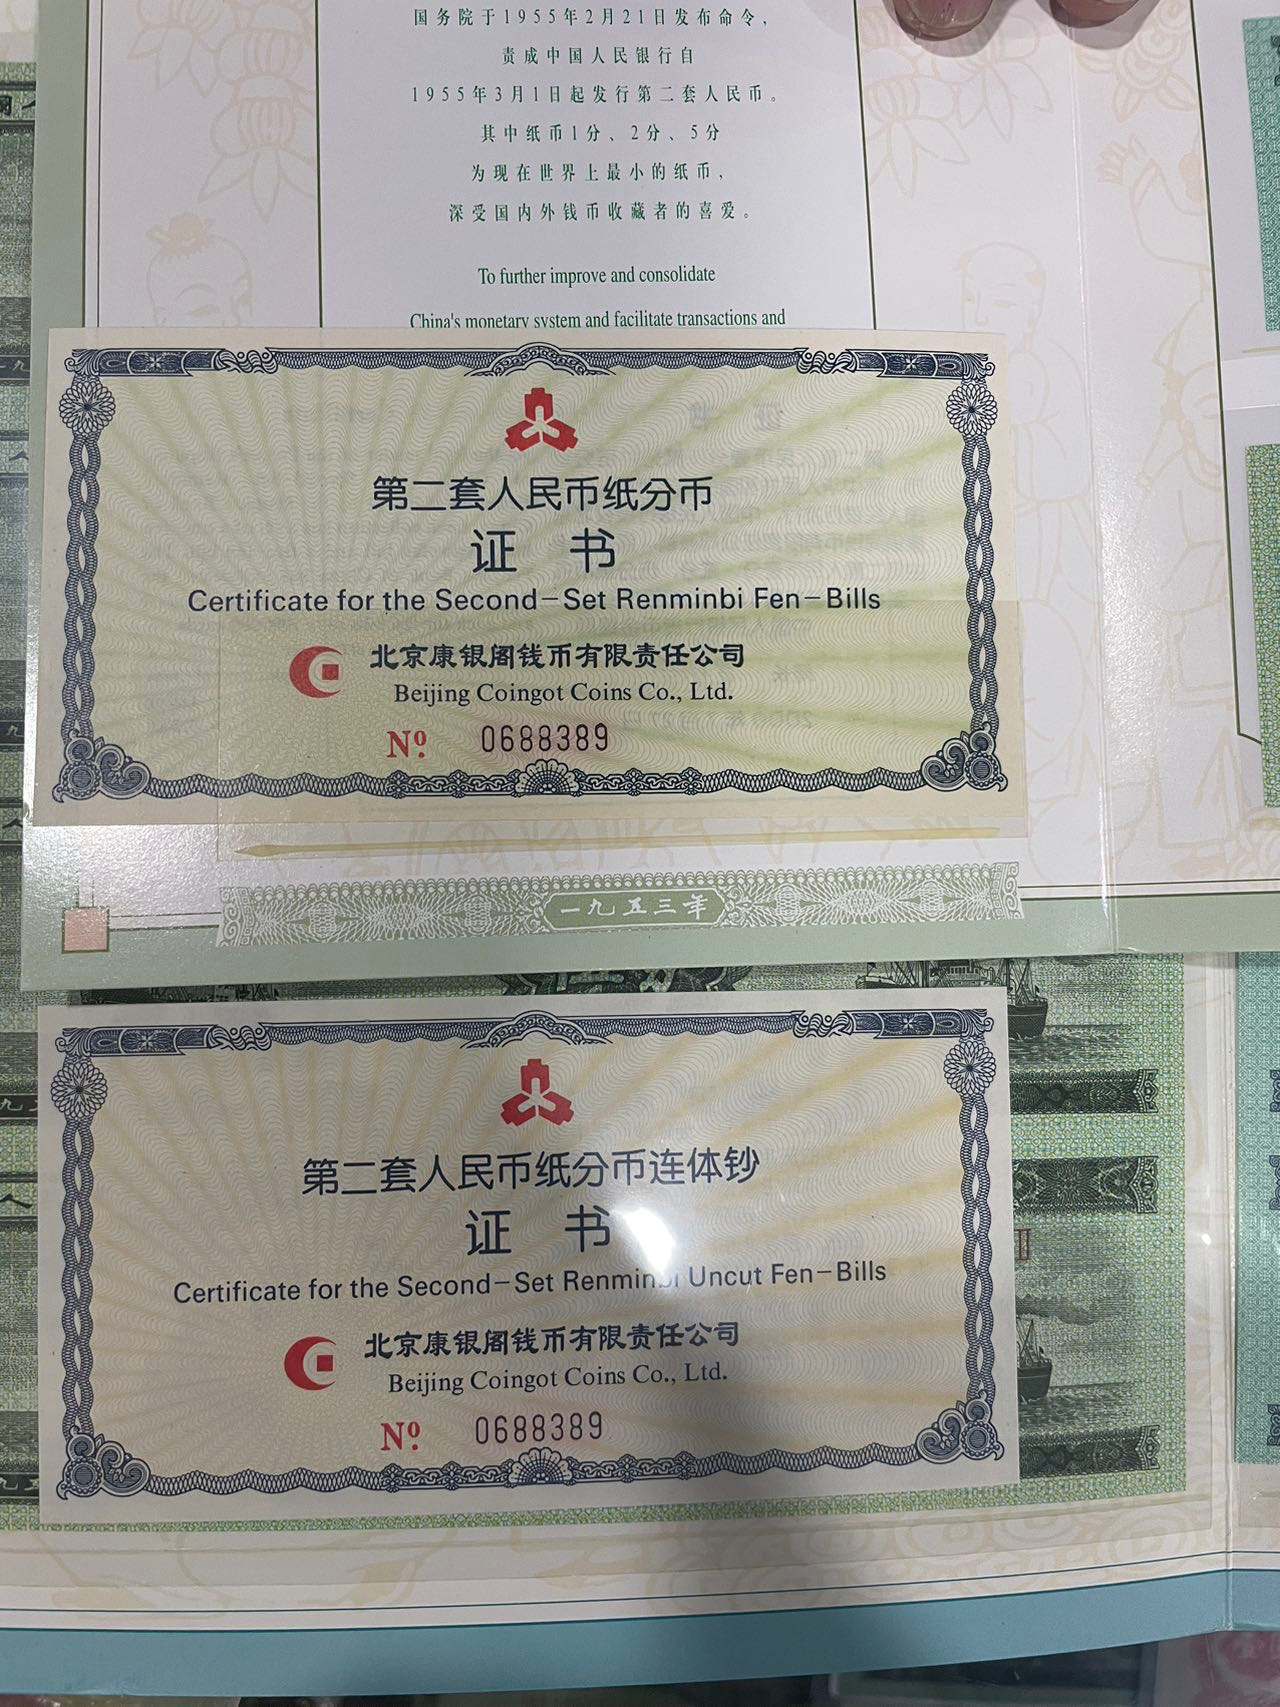 国务院于1955年2月21日发布命令,
责成中国人民银行自
1955年3月1日起发行第二套人民币。
其中纸币1分、2分、5分
为现在世界上最小的纸币,
深受国内外钱币收藏者的喜爱。
To further improve and consolidate
China's monetary system and facilitate transactions and
第二套人民币纸分币
证 书
Certificate for the Second-Set Renminbi Fen-Bills
北京康银阁钱币有限责任公司
Beijing Coingot Coins Co., Ltd.
Nº 0688389
一九五三年
第二套人民币纸分币连体钞
证 书
Certificate for the Second-Set Renminbi Uncut Fen-Bills
北京康银阁钱币有限责任公司
Beijing Coingot Coins Co., Ltd.
Nº 0688389